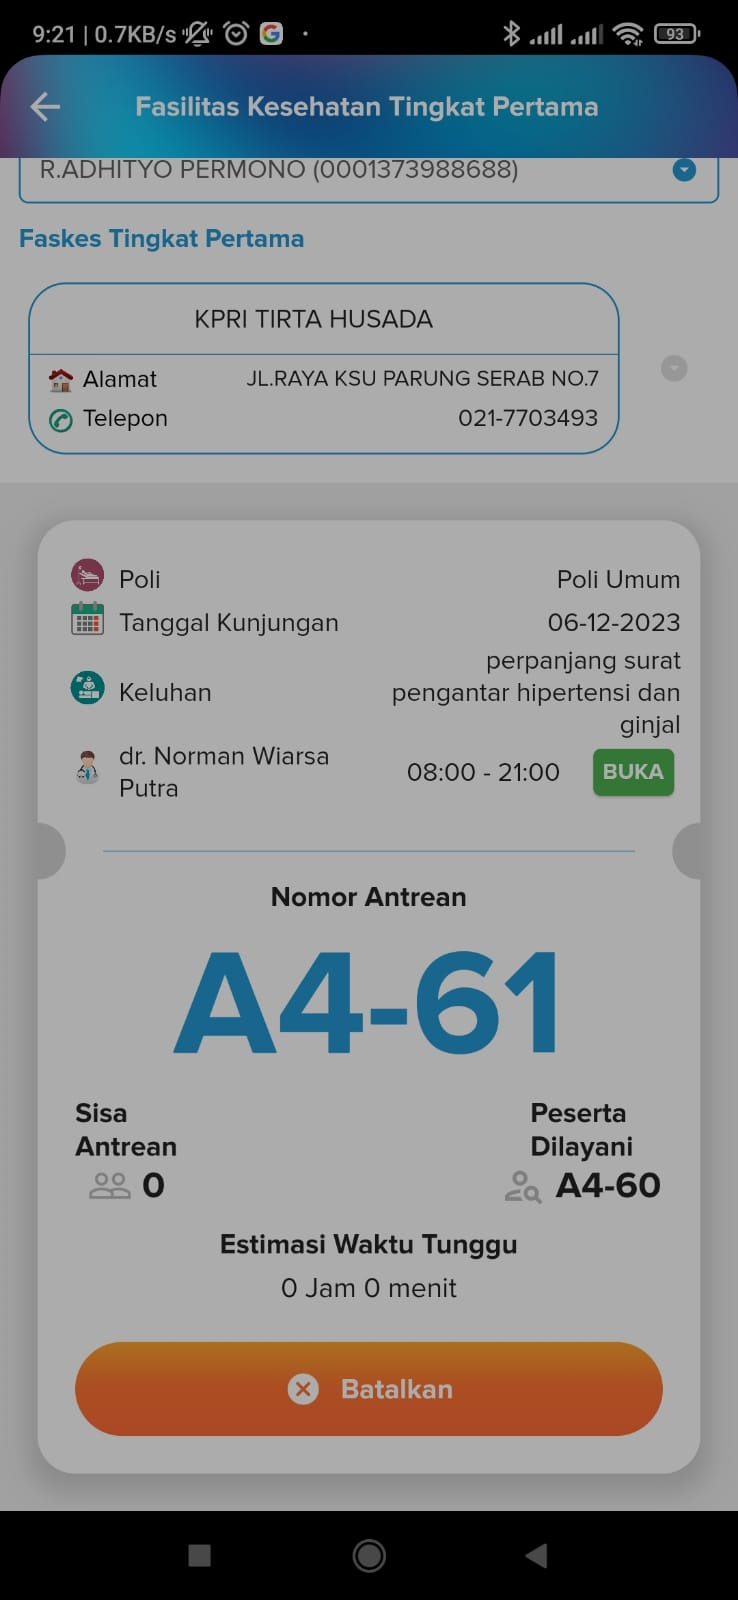 9:21 | 0.7KB/s
93
Fasilitas Kesehatan Tingkat Pertama
R.ADHITYO PERMONO (0001373988688)
Faskes Tingkat Pertama
KPRI TIRTA HUSADA
Alamat JL.RAYA KSU PARUNG SERAB NO.7
Telepon 021-7703493
Poli Poli Umum
Tanggal Kunjungan 06-12-2023
Keluhan perpanjang surat
pengantar hipertensi dan
ginjal
dr. Norman Wiarsa
Putra 08:00 - 21:00 BUKA
Nomor Antrean
A4-61
Sisa
Antrean
0
Peserta
Dilayani
A4-60
Estimasi Waktu Tunggu
0 Jam 0 menit
Batalkan